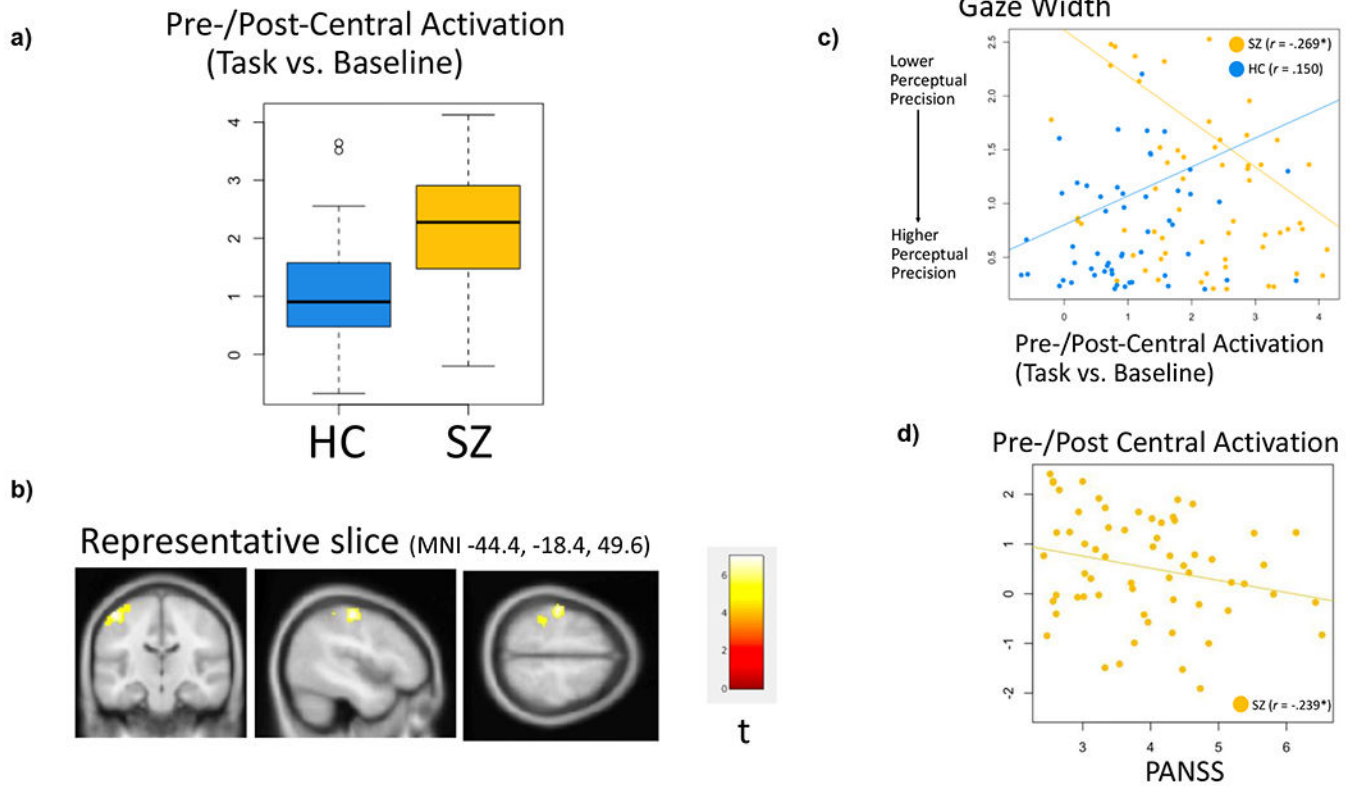 a)
Pre-/Post-Central Activation
(Task vs. Baseline)
4
3
2
1
0
HC SZ
b)
Representative slice (MNI -44.4, -18.4, 49.6)
6
4
2
0
t
c)
Gaze Width
Lower
Perceptual
Precision
Higher
Perceptual
Precision
2.5
2.0
1.5
1.0
0.5
SZ (r = -.269*)
HC (r = .150)
0 1 2 3 4
Pre-/Post-Central Activation
(Task vs. Baseline)
d)
Pre-/Post Central Activation
2
1
0
-1
-2
SZ (r = -.239*)
3 4 5 6
PANSS